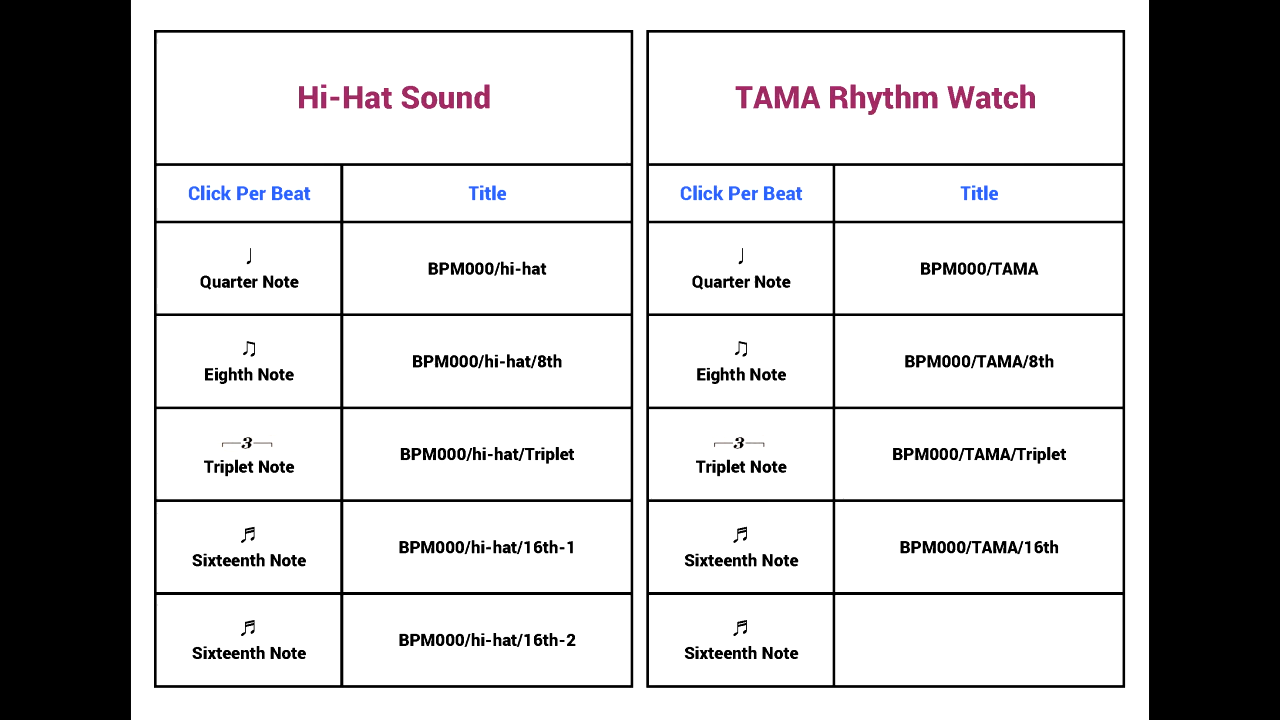 Hi-Hat Sound
Click Per Beat
Title
♩
Quarter Note
BPM000/hi-hat
♫
Eighth Note
BPM000/hi-hat/8th
3
Triplet Note
BPM000/hi-hat/Triplet
♬
Sixteenth Note
BPM000/hi-hat/16th-1
♬
Sixteenth Note
BPM000/hi-hat/16th-2
TAMA Rhythm Watch
Click Per Beat
Title
♩
Quarter Note
BPM000/TAMA
♫
Eighth Note
BPM000/TAMA/8th
3
Triplet Note
BPM000/TAMA/Triplet
♬
Sixteenth Note
BPM000/TAMA/16th
♬
Sixteenth Note